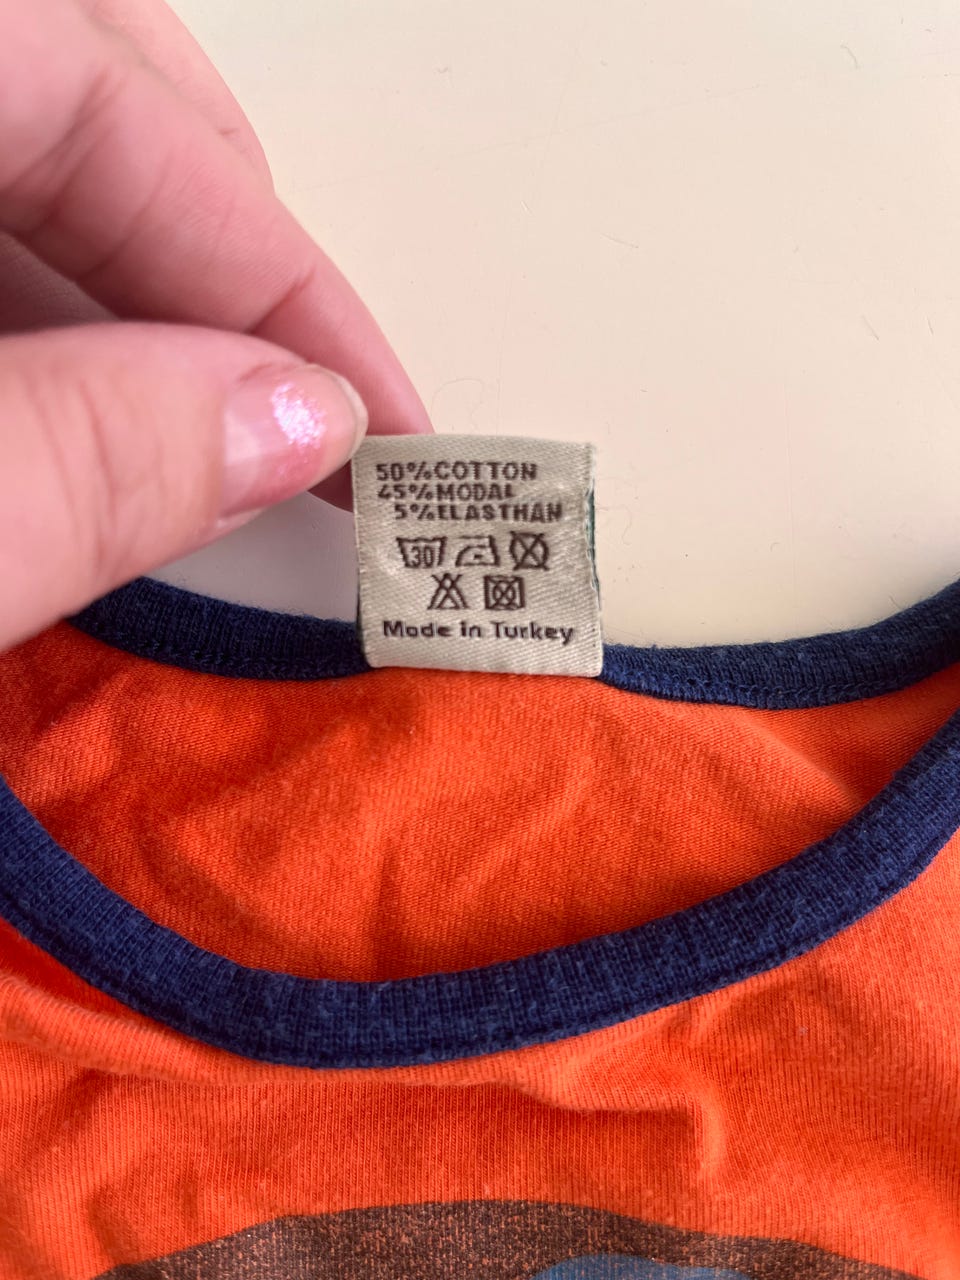 50%COTTON
45%MODAL
5%ELASTHAN
30
Made in Turkey